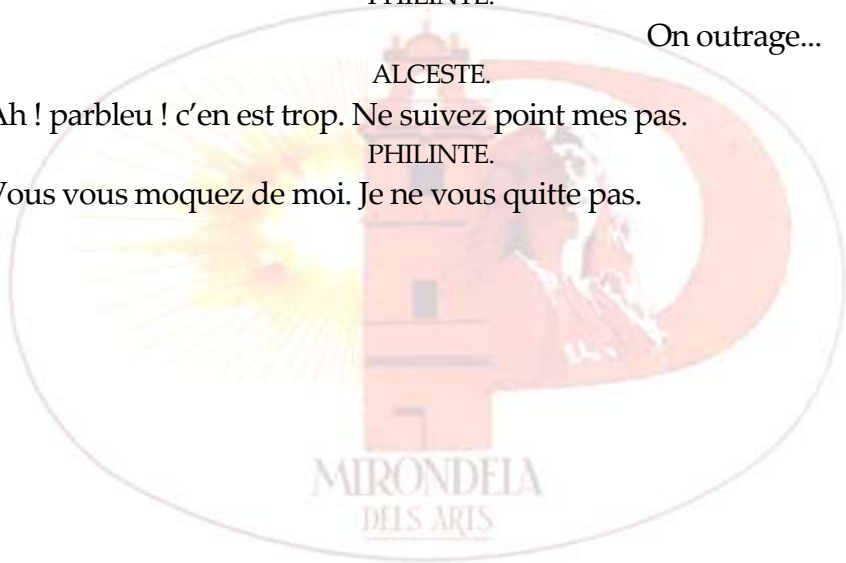 PHILINTE.
On outrage...
ALCESTE.
Ah ! parbleu ! c’en est trop. Ne suivez point mes pas.
PHILINTE.
Vous vous moquez de moi. Je ne vous quitte pas.
MIRONDELA
DELS ARTS